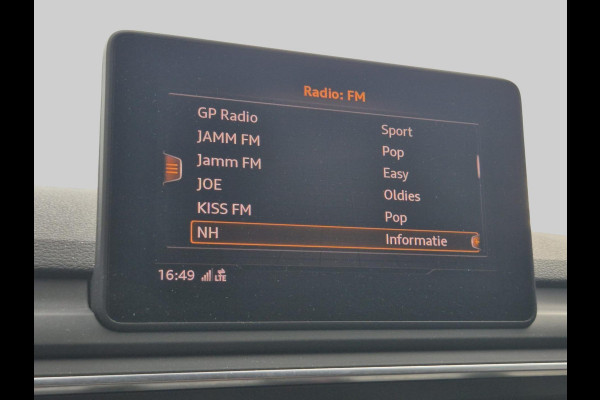 Radio: FM
GP Radio Sport
JAMM FM Pop
Jamm FM Easy
JOE Oldies
KISS FM Pop
NH Informatie
16:49 LTE